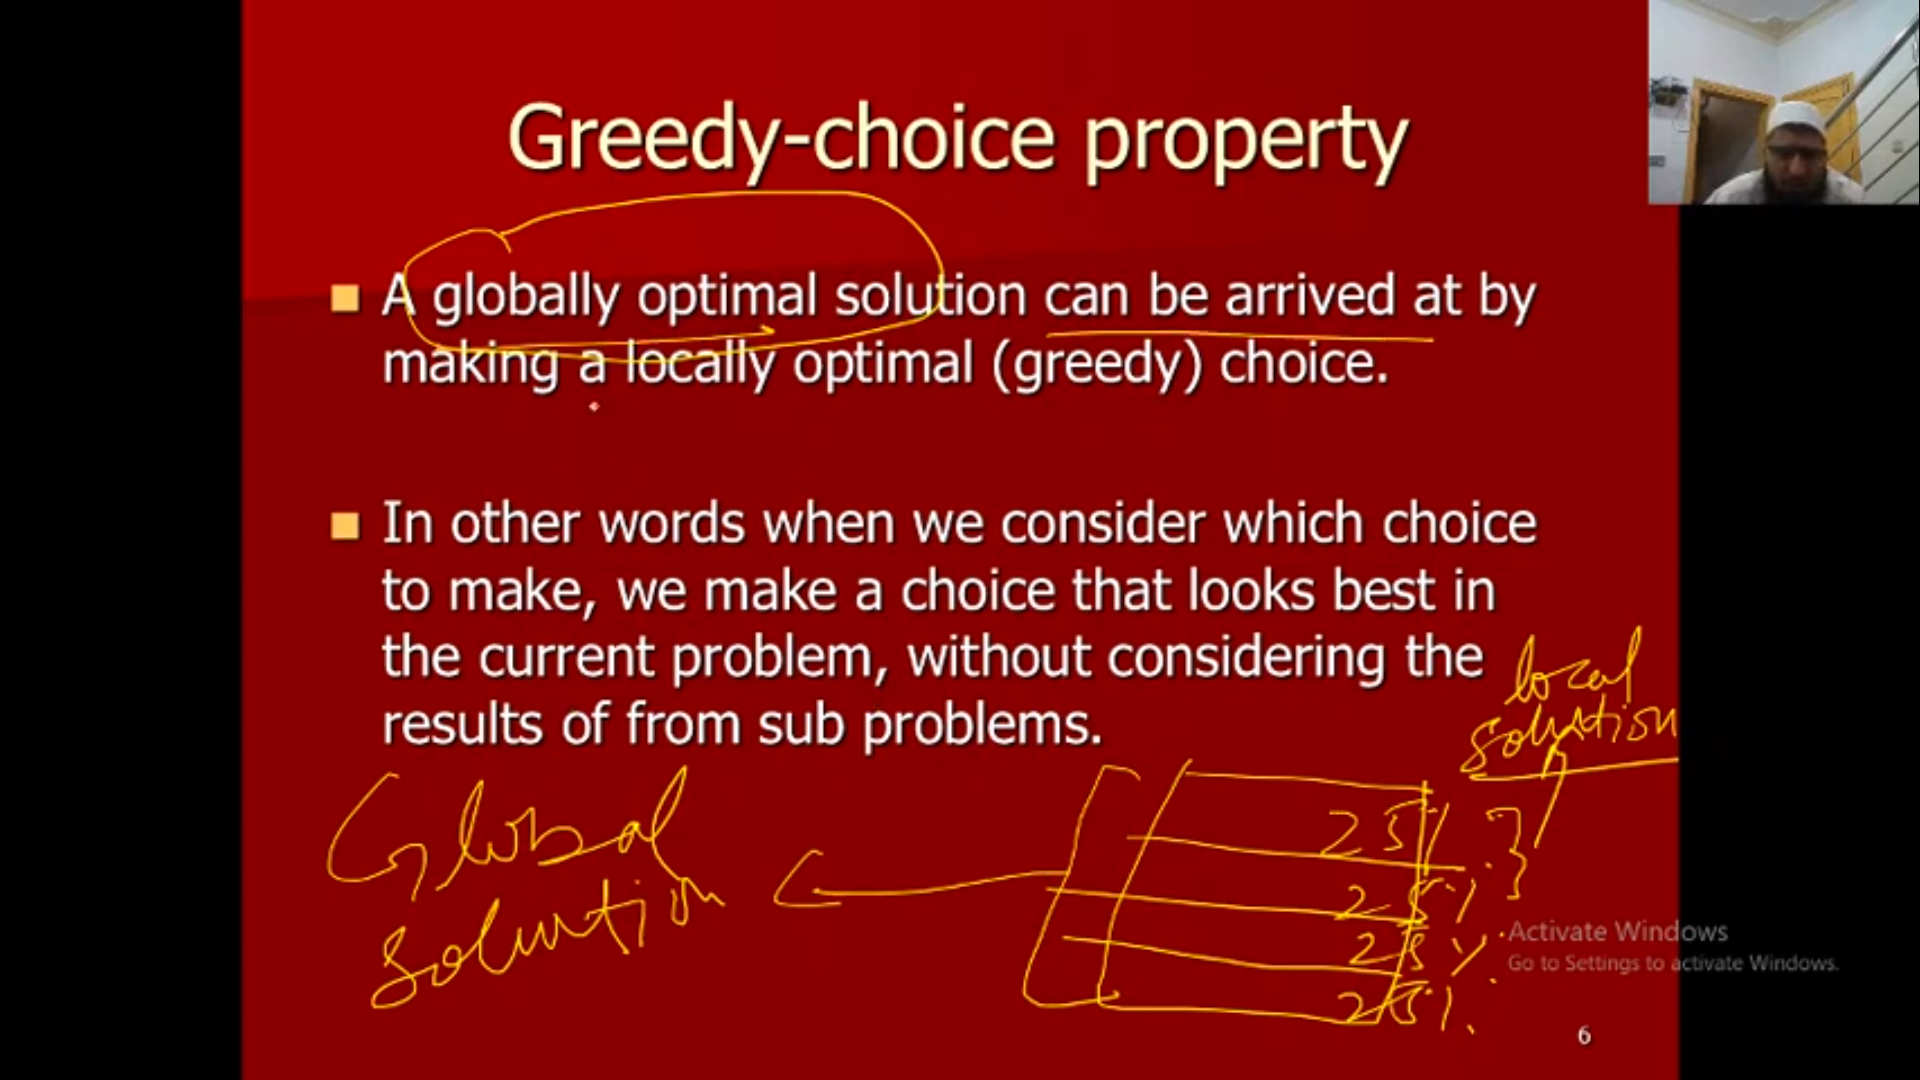 Greedy-choice property
A globally optimal solution can be arrived at by
making a locally optimal (greedy) choice.
In other words when we consider which choice
to make, we make a choice that looks best in
the current problem, without considering the
results of from sub problems.
local
solution
Global
solution
25%
25%
25%
25%
Activate Windows
Go to Settings to activate Windows.
6